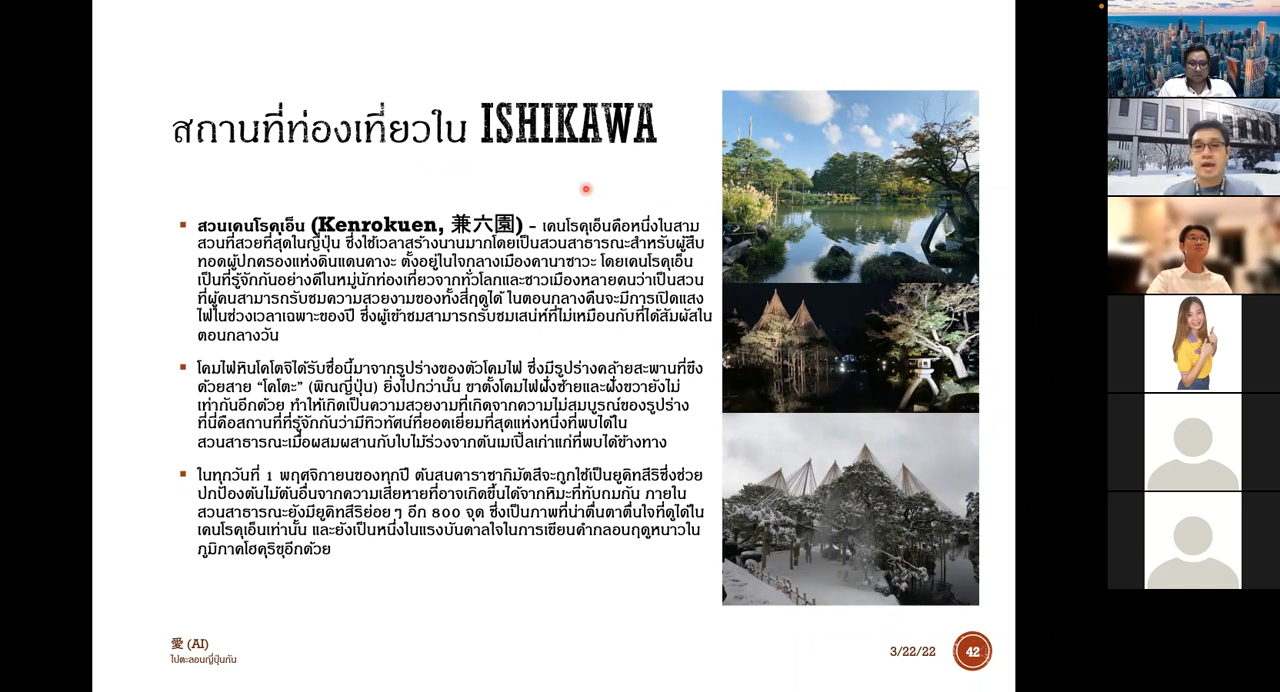 สถานที่ท่องเที่ยวใน ISHIKAWA
▪ สวนเคนโรคุเอ็น (Kenrokuen, 兼六園) – เคนโรคุเอ็นคือหนึ่งในสาม
สวนที่สวยที่สุดในญี่ปุ่น ซึ่งใช้เวลาสร้างนานมากโดยเป็นสวนสาธารณะสำหรับผู้สืบ
ทอดผู้ปกครองแห่งดินแดนคางะ ตั้งอยู่ในใจกลางเมืองคานาซาวะ โดยเคนโรคุเอ็น
เป็นที่รู้จักกันอย่างดีในหมู่นักท่องเที่ยวจากทั่วโลกและชาวเมืองหลายคนว่าเป็นสวน
ที่ผู้คนสามารถรับชมความสวยงามของทั้งสี่ฤดูได้ ในตอนกลางคืนจะมีการเปิดแสง
ไฟในช่วงเวลาเฉพาะของปี ซึ่งผู้เข้าชมสามารถรับชมเสน่ห์ที่ไม่เหมือนกับที่ได้สัมผัสใน
ตอนกลางวัน
▪ โคมไฟหินโคโตจิได้รับชื่อนี้มาจากรูปร่างของตัวโคมไฟ ซึ่งมีรูปร่างคล้ายสะพานที่ขึง
ด้วยสาย “โคโตะ” (พิณญี่ปุ่น) ยิ่งไปกว่านั้น ขาตั้งโคมไฟฝั่งซ้ายและฝั่งขวายังไม่
เท่ากันอีกด้วย ทำให้เกิดเป็นความสวยงามที่เกิดจากความไม่สมบูรณ์ของรูปร่าง
ที่นี่คือสถานที่ที่รู้จักกันว่ามีทิวทัศน์ที่ยอดเยี่ยมที่สุดแห่งหนึ่งที่พบได้ใน
สวนสาธารณะเมื่อผสมผสานกับใบไม้ร่วงจากต้นเมเปิ้ลเก่าแก่ที่พบได้ข้างทาง
▪ ในทุกวันที่ 1 พฤศจิกายนของทุกปี ต้นสนคาราซากิมัตสึจะถูกใช้เป็นยูคิทสึริซึ่งช่วย
ปกป้องต้นไม้ต้นอื่นจากความเสียหายที่อาจเกิดขึ้นได้จากหิมะที่ทับถมกัน ภายใน
สวนสาธารณะยังมียูคิทสึริย่อยๆ อีก 800 จุด ซึ่งเป็นภาพที่น่าตื่นตาตื่นใจที่ดูได้ใน
เคนโรคุเอ็นเท่านั้น และยังเป็นหนึ่งในแรงบันดาลใจในการเขียนคำกลอนฤดูหนาวใน
ภูมิภาคโฮคุริขุอีกด้วย
愛 (AI)
ไปตะลอนญี่ปุ่นกัน
3/22/22
42